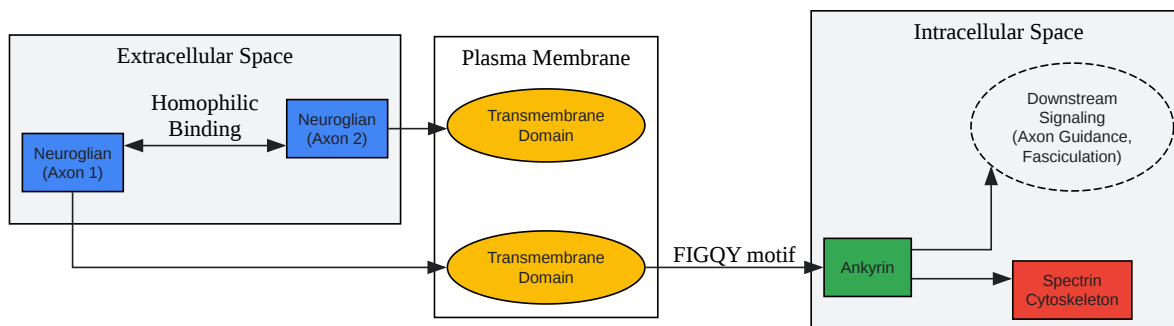 Extracellular Space
Homophilic
Binding
Neuroglian
(Axon 1)
Neuroglian
(Axon 2)
Plasma Membrane
Transmembrane
Domain
Transmembrane
Domain
FIGQY motif
Intracellular Space
Downstream
Signaling
(Axon Guidance,
Fasciculation)
Ankyrin
Spectrin
Cytoskeleton